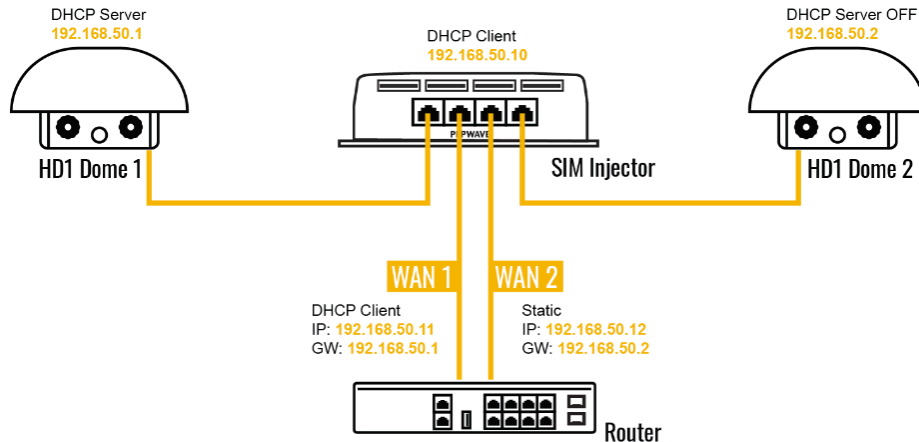 DHCP Server
192.168.50.1
HD1 Dome 1
DHCP Client
192.168.50.10
PEPWAVE
SIM Injector
DHCP Server OFF
192.168.50.2
HD1 Dome 2
WAN 1
WAN 2
DHCP Client
IP: 192.168.50.11
GW: 192.168.50.1
Static
IP: 192.168.50.12
GW: 192.168.50.2
Router